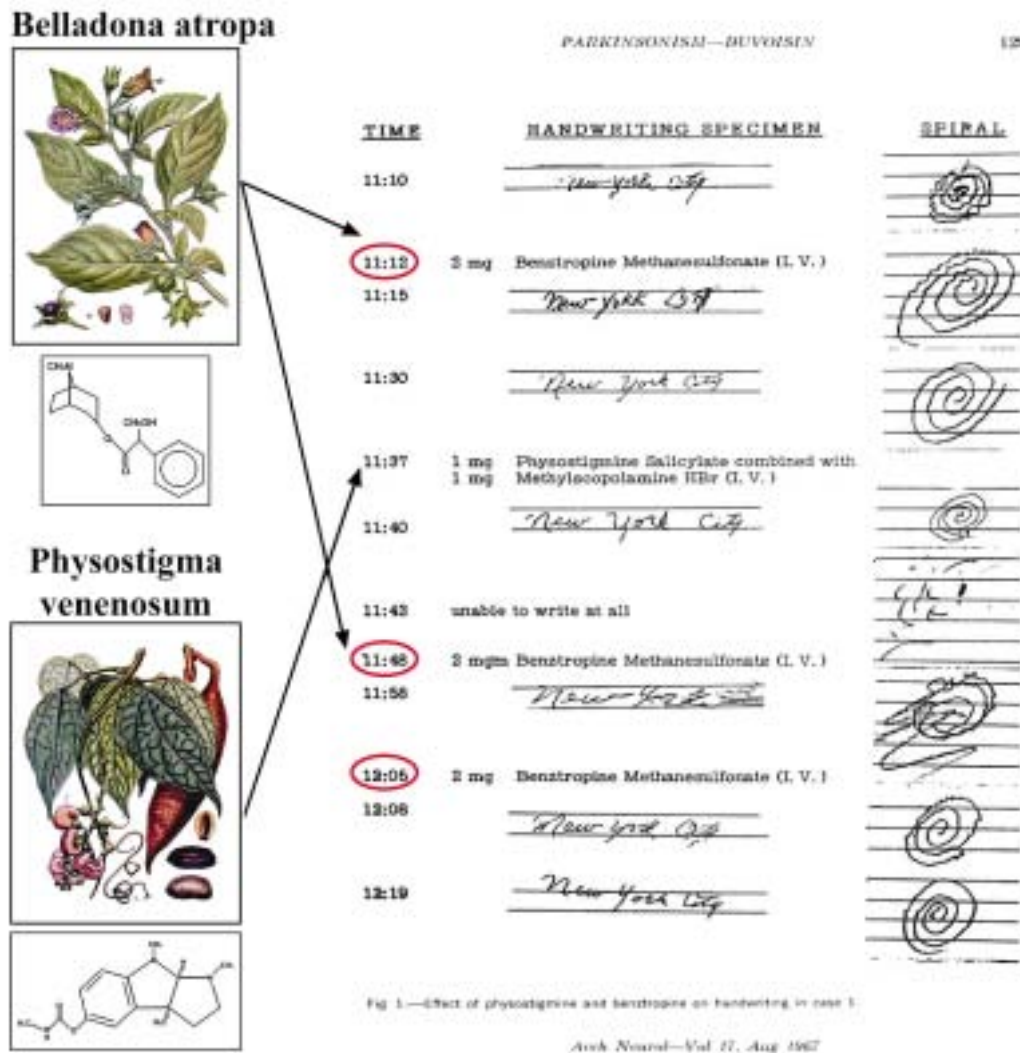 Belladona atropa
PARKINSONISM—DUVOISIN
TIME HANDWRITING SPECIMEN SPIRAL
11:10 New York City
11:12 2 mg Benztropine Methanesulfonate (I. V.)
11:15 New York City
11:30 New York City
11:37 1 mg Physostigmine Salicylate combined with
1 mg Methylscopolamine HBr (I. V.)
11:40 New York City
11:43 unable to write at all
11:48 2 mgm Benztropine Methanesulfonate (I. V.)
11:58 New York
12:05 2 mg Benztropine Methanesulfonate (I. V.)
12:08 New York City
12:19 New York City
Physostigma
venenosum
Fig 1.—Effect of physostigmine and benztropine on handwriting in case
Arch Neurol—Vol 17, Aug 1967